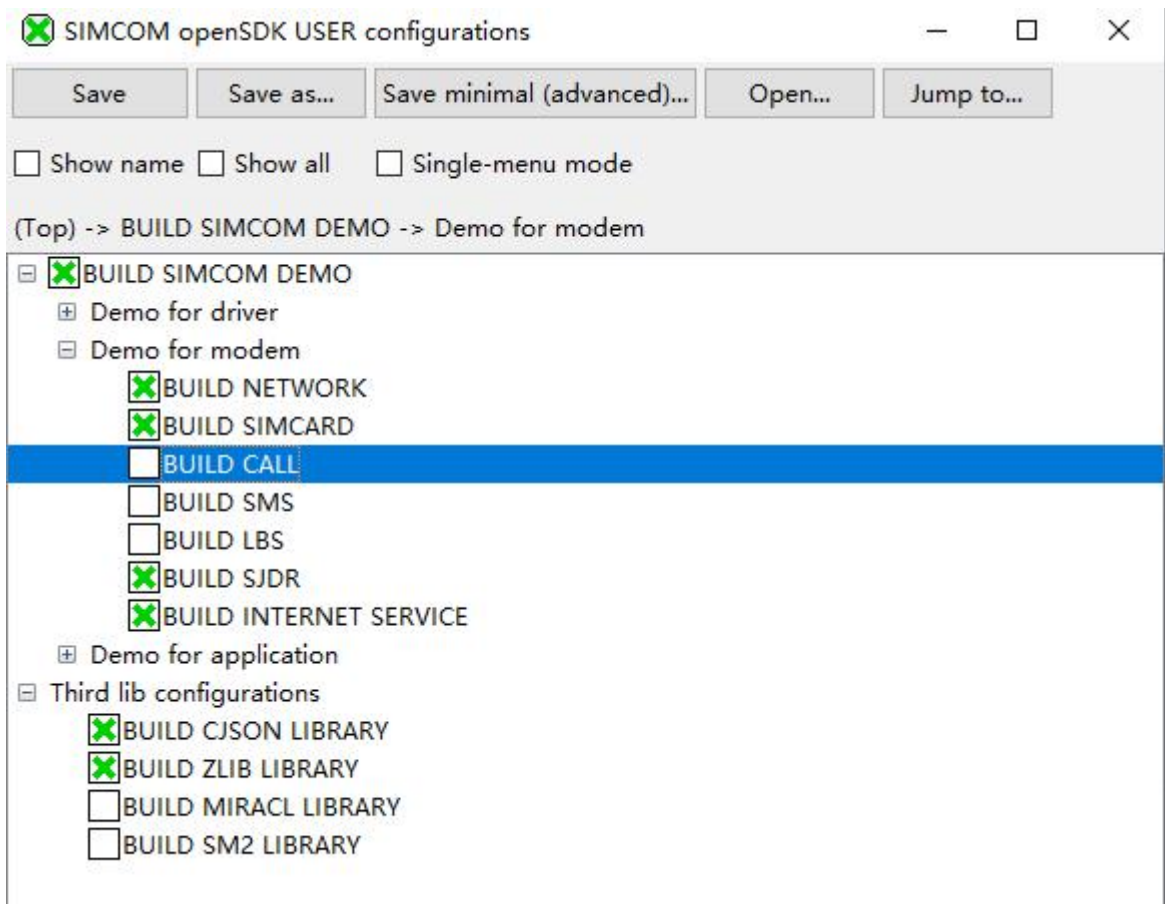 SIMCOM openSDK USER configurations
Save Save as... Save minimal (advanced)... Open... Jump to...
Show name Show all Single-menu mode
(Top) -> BUILD SIMCOM DEMO -> Demo for modem
BUILD SIMCOM DEMO
Demo for driver
Demo for modem
BUILD NETWORK
BUILD SIMCARD
BUILD CALL
BUILD SMS
BUILD LBS
BUILD SJDR
BUILD INTERNET SERVICE
Demo for application
Third lib configurations
BUILD CJSON LIBRARY
BUILD ZLIB LIBRARY
BUILD MIRACL LIBRARY
BUILD SM2 LIBRARY